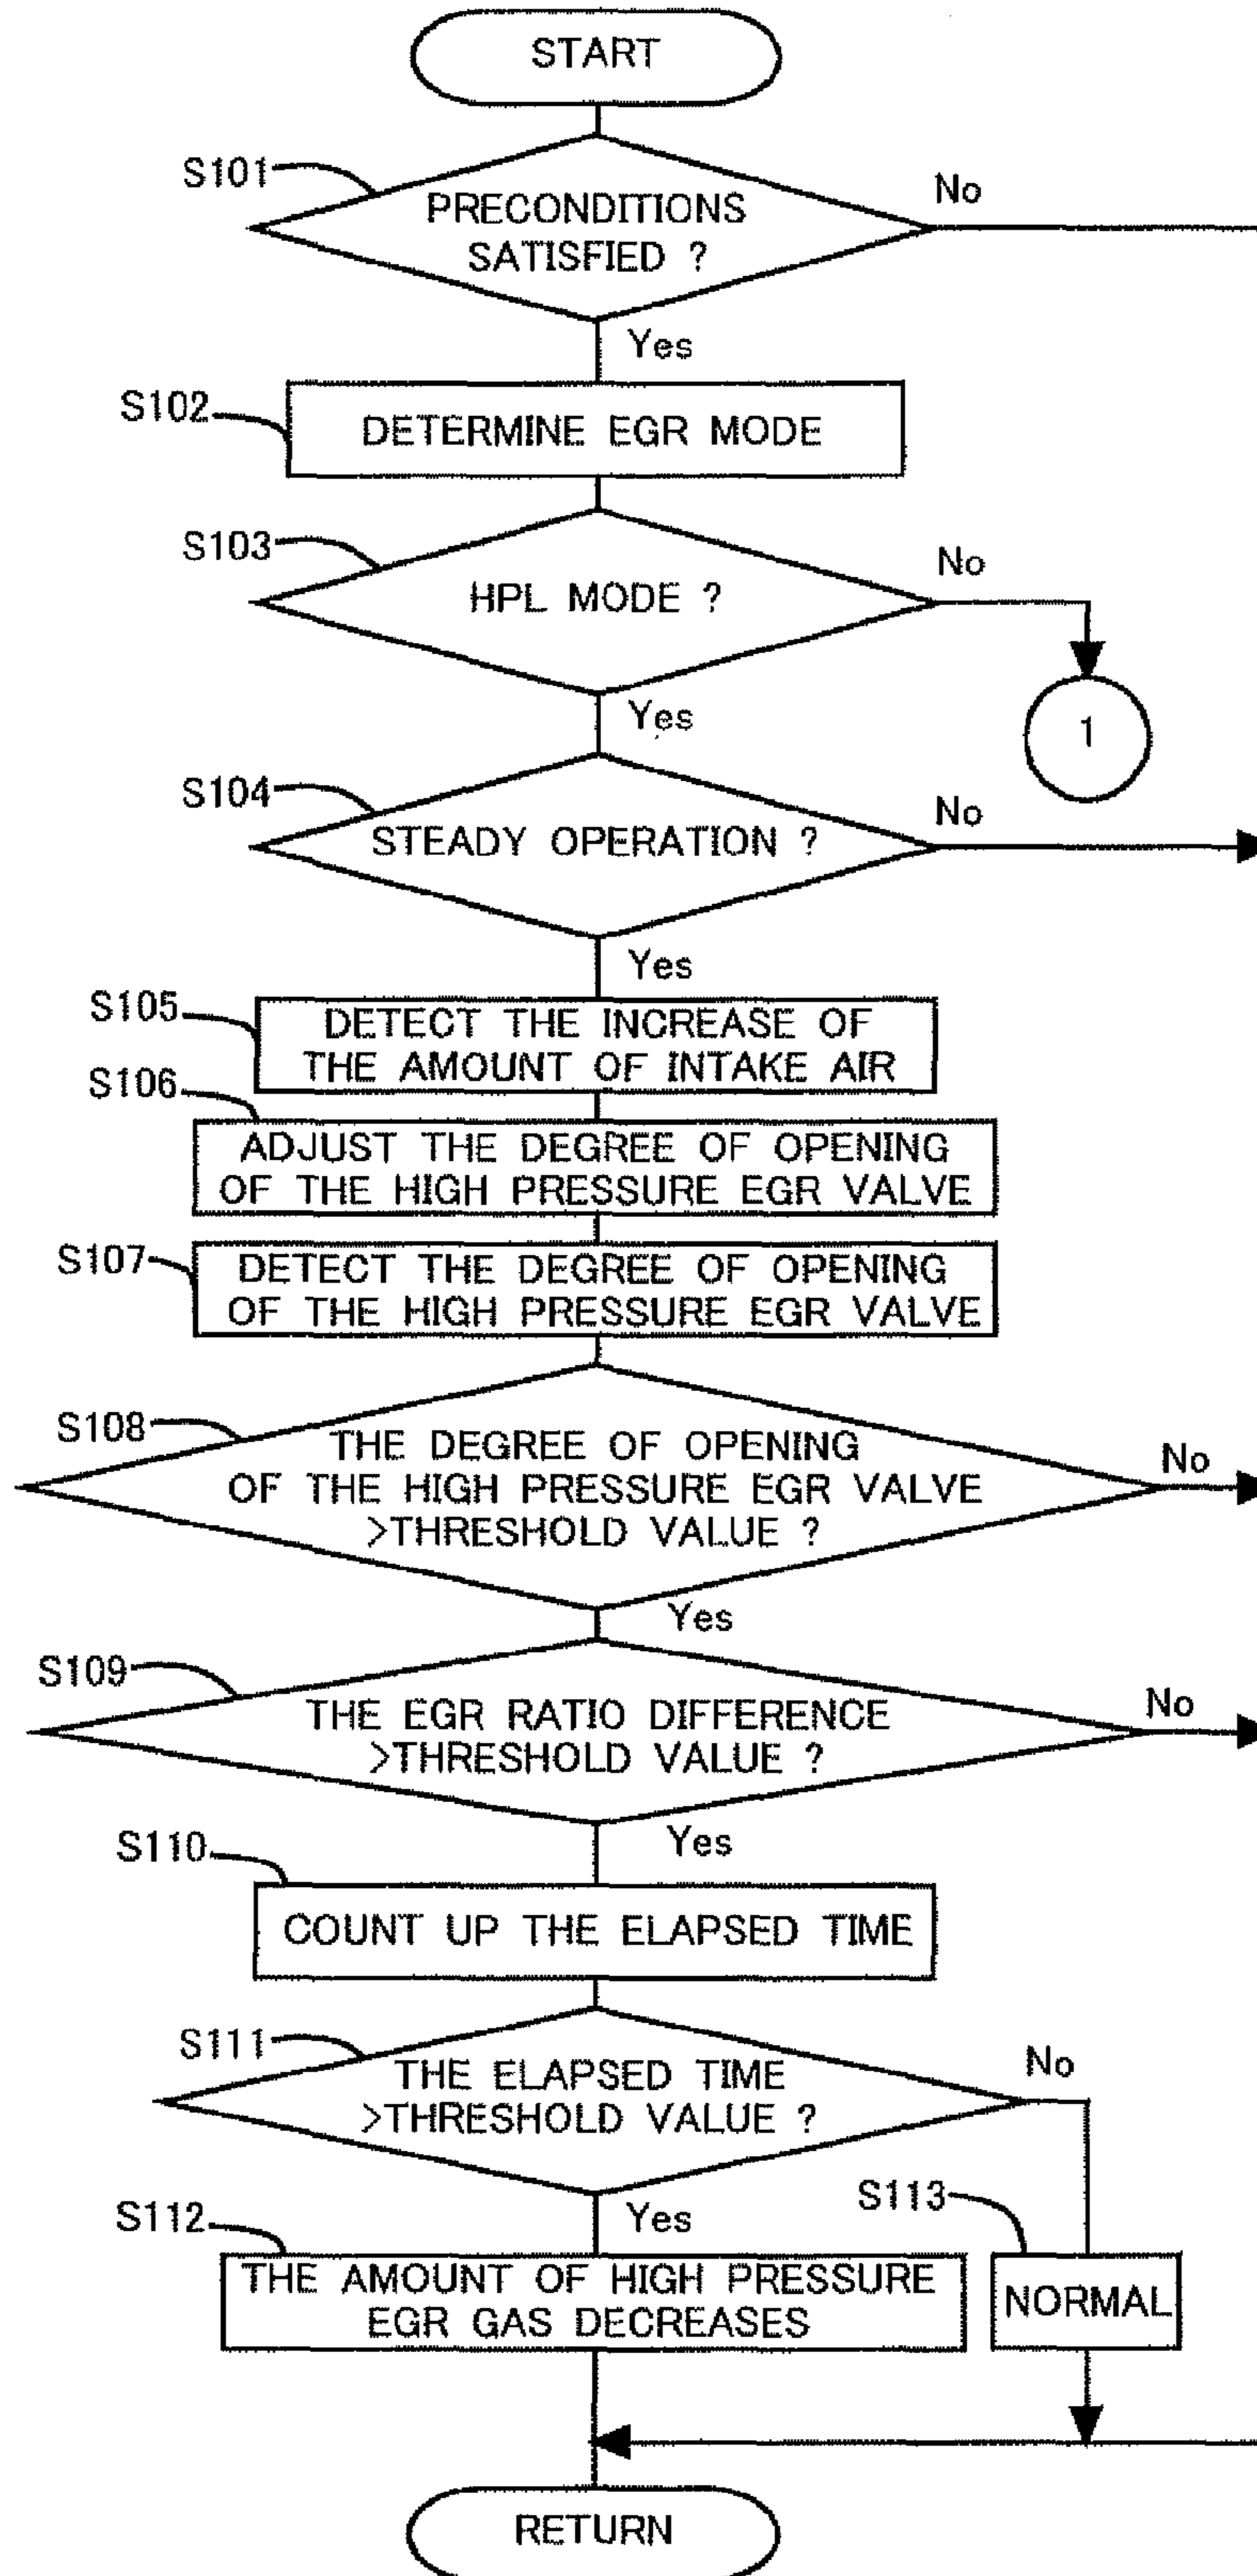 START
S101
PRECONDITIONS
SATISFIED ?
No
Yes
S102
DETERMINE EGR MODE
S103
HPL MODE ?
No
Yes
1
S104
STEADY OPERATION ?
No
Yes
S105
DETECT THE INCREASE OF
THE AMOUNT OF INTAKE AIR
S106
ADJUST THE DEGREE OF OPENING
OF THE HIGH PRESSURE EGR VALVE
S107
DETECT THE DEGREE OF OPENING
OF THE HIGH PRESSURE EGR VALVE
S108
THE DEGREE OF OPENING
OF THE HIGH PRESSURE EGR VALVE
>THRESHOLD VALUE ?
No
Yes
S109
THE EGR RATIO DIFFERENCE
>THRESHOLD VALUE ?
No
Yes
S110
COUNT UP THE ELAPSED TIME
S111
THE ELAPSED TIME
>THRESHOLD VALUE ?
No
Yes
S112
THE AMOUNT OF HIGH PRESSURE
EGR GAS DECREASES
S113
NORMAL
RETURN